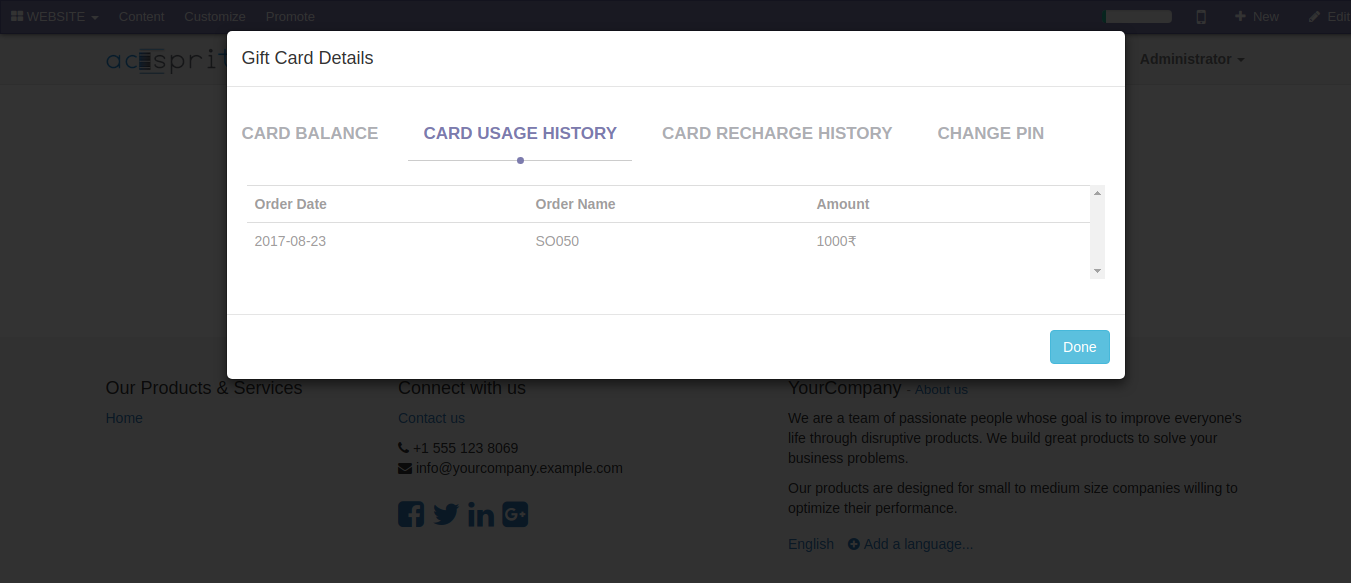 WEBSITE Content Customize Promote New Edit
Administrator
Gift Card Details
CARD BALANCE CARD USAGE HISTORY CARD RECHARGE HISTORY CHANGE PIN
Order Date Order Name Amount
2017-08-23 SO050 1000₹
Done
Our Products & Services Connect with us YourCompany - About us
Home Contact us We are a team of passionate people whose goal is to improve everyone's
life through disruptive products. We build great products to solve your
+1 555 123 8069
business problems.
info@yourcompany.example.com
Our products are designed for small to medium size companies willing to
optimize their performance.
English Add a language...